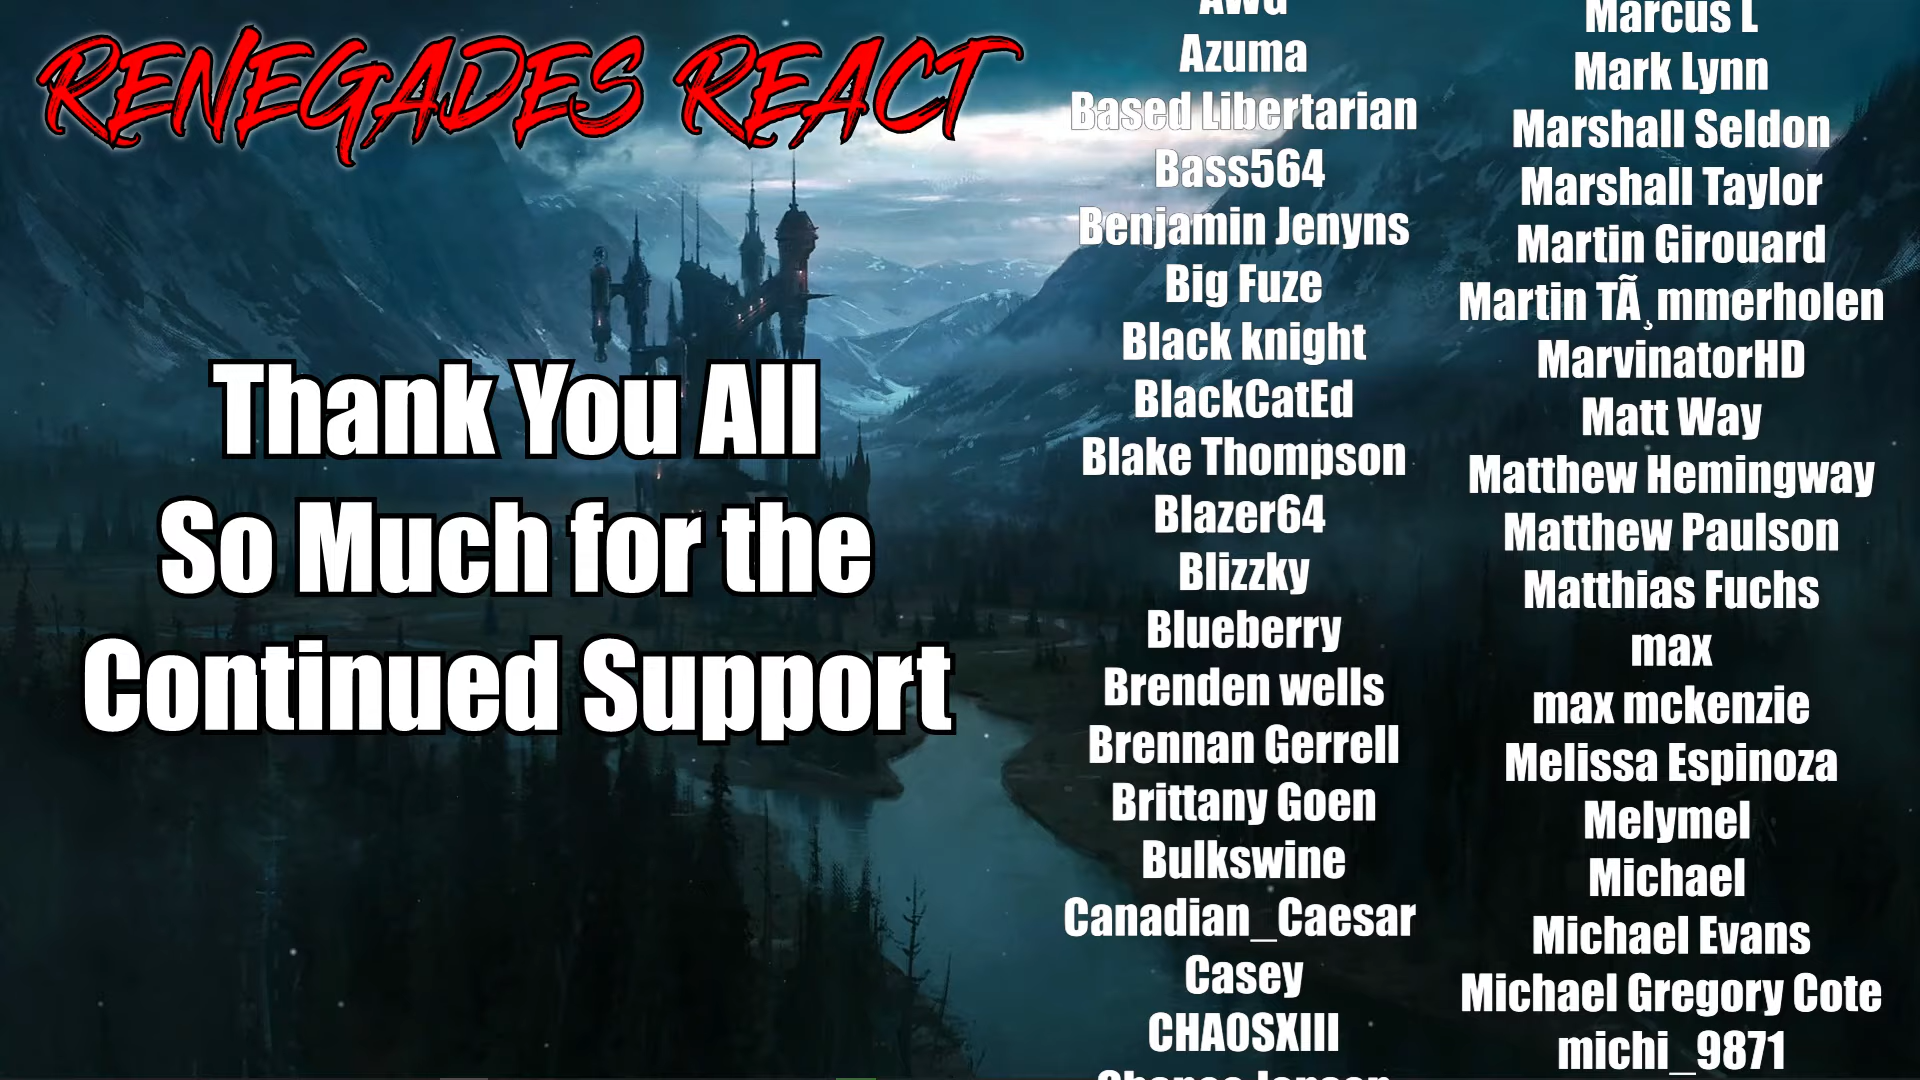 RENEGADES REACT
Thank You All
So Much for the
Continued Support
AWG
Azuma
Based Libertarian
Bass564
Benjamin Jenyns
Big Fuze
Black knight
BlackCatEd
Blake Thompson
Blazer64
Blizzky
Blueberry
Brenden wells
Brennan Gerrell
Brittany Goen
Bulkswine
Canadian_Caesar
Casey
CHAOSXIII
Marcus L
Mark Lynn
Marshall Seldon
Marshall Taylor
Martin Girouard
Martin TÃ¸mmerholen
MarvinatorHD
Matt Way
Matthew Hemingway
Matthew Paulson
Matthias Fuchs
max
max mckenzie
Melissa Espinoza
Melymel
Michael
Michael Evans
Michael Gregory Cote
michi_9871